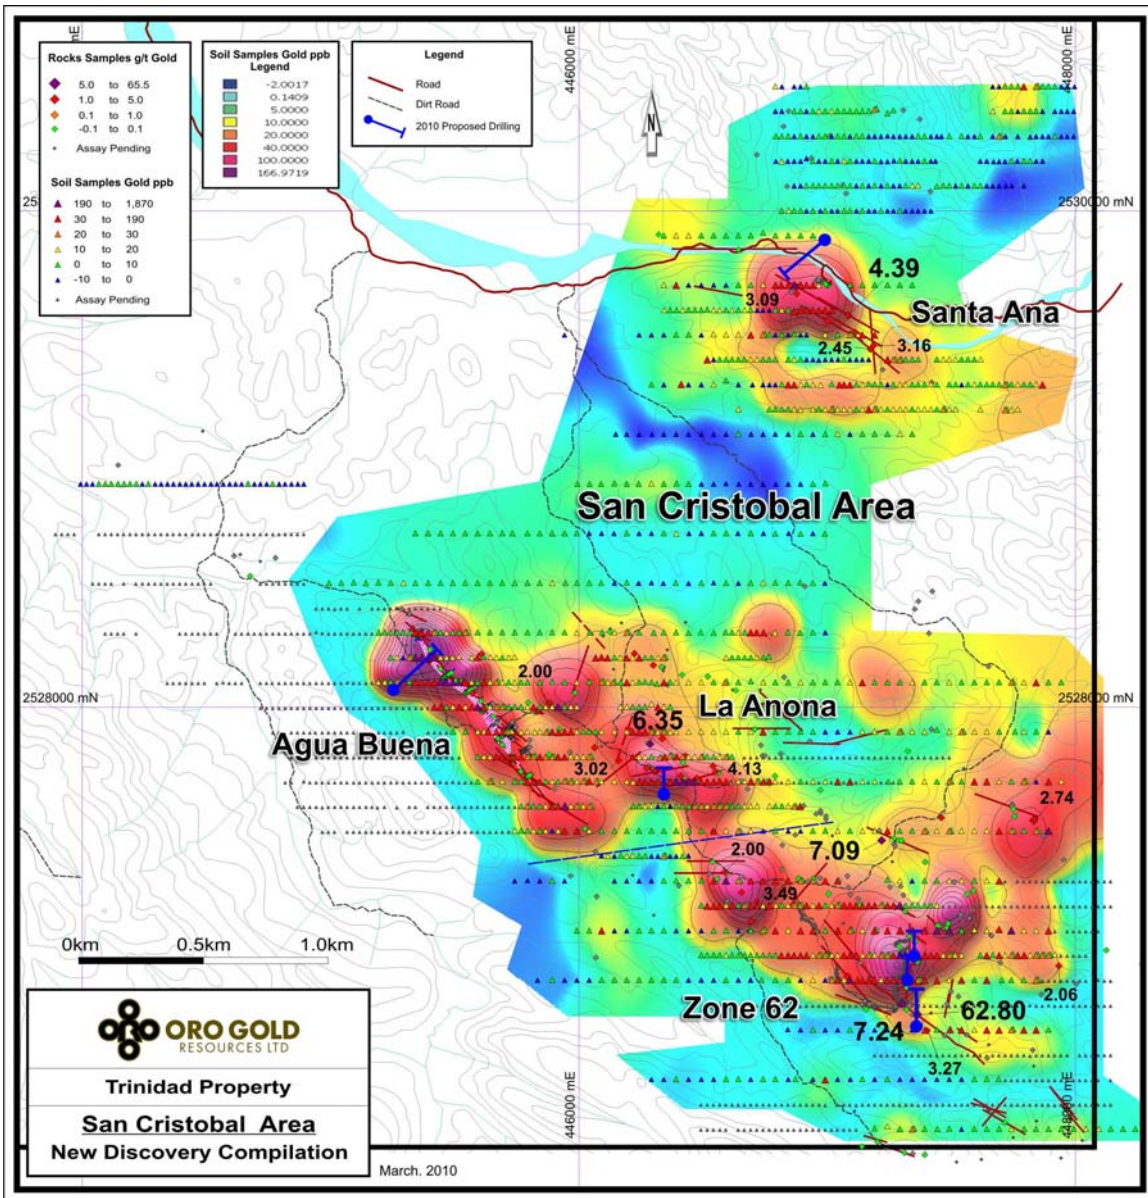 Rocks Samples g/t Gold
5.0 to 65.5
1.0 to 5.0
0.1 to 1.0
-0.1 to 0.1
Assay Pending
Soil Samples Gold ppb
190 to 1,870
30 to 190
20 to 30
10 to 20
0 to 10
-10 to 0
Assay Pending
Soil Samples Gold ppb
Legend
-2.0017
0.1409
5.0000
10.0000
20.0000
40.0000
100.0000
166.9719
Legend
Road
Dirt Road
2010 Proposed Drilling
446000 mE
448000 mE
N
2530000 mN
4.39
3.09
Santa Ana
2.45
3.16
San Cristobal Area
2.00
2528000 mN
2528000 mN
La Anona
6.35
Agua Buena
3.02
4.13
2.74
2.00
7.09
3.49
0km 0.5km 1.0km
2.06
Zone 62
62.80
7.24
3.27
446000 mE
448000 mE
ORO GOLD
RESOURCES LTD
Trinidad Property
San Cristobal Area
New Discovery Compilation
March. 2010